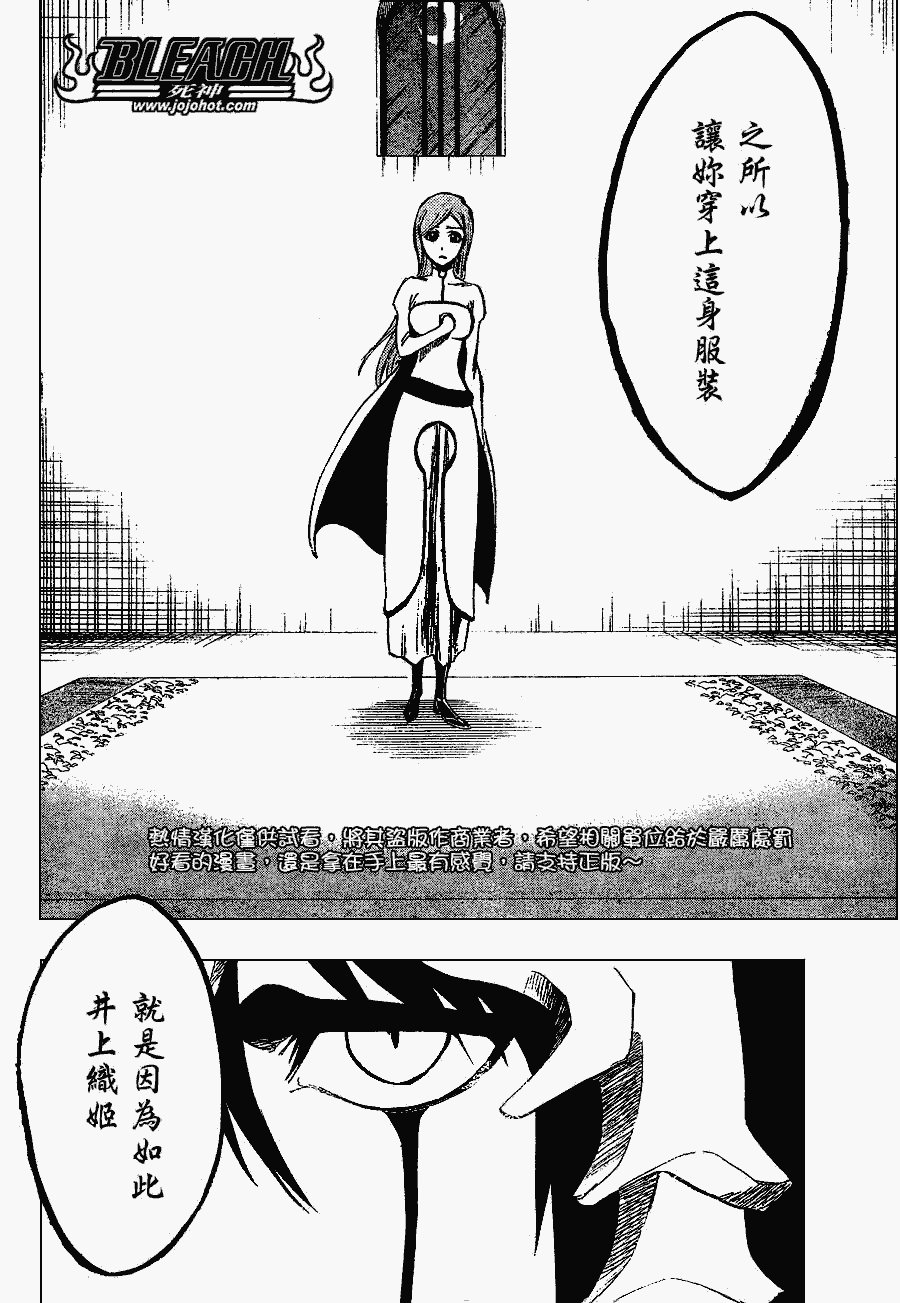 BLEACH
死神
www.jojohot.com
之所以
讓妳穿上這身服裝
熱情漢化僅供試看，將其盜版作商業者，希望相關單位給於嚴厲處罰
好看的漫畫，還是拿在手上最有感覺，請支持正版～
就是因為如此
井上織姬